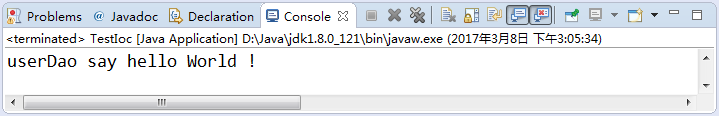 Problems @ Javadoc Declaration Console
<terminated> TestIoc [Java Application] D:\Java\jdk1.8.0_121\bin\javaw.exe (2017年3月8日 下午3:05:34)
userDao say hello World !